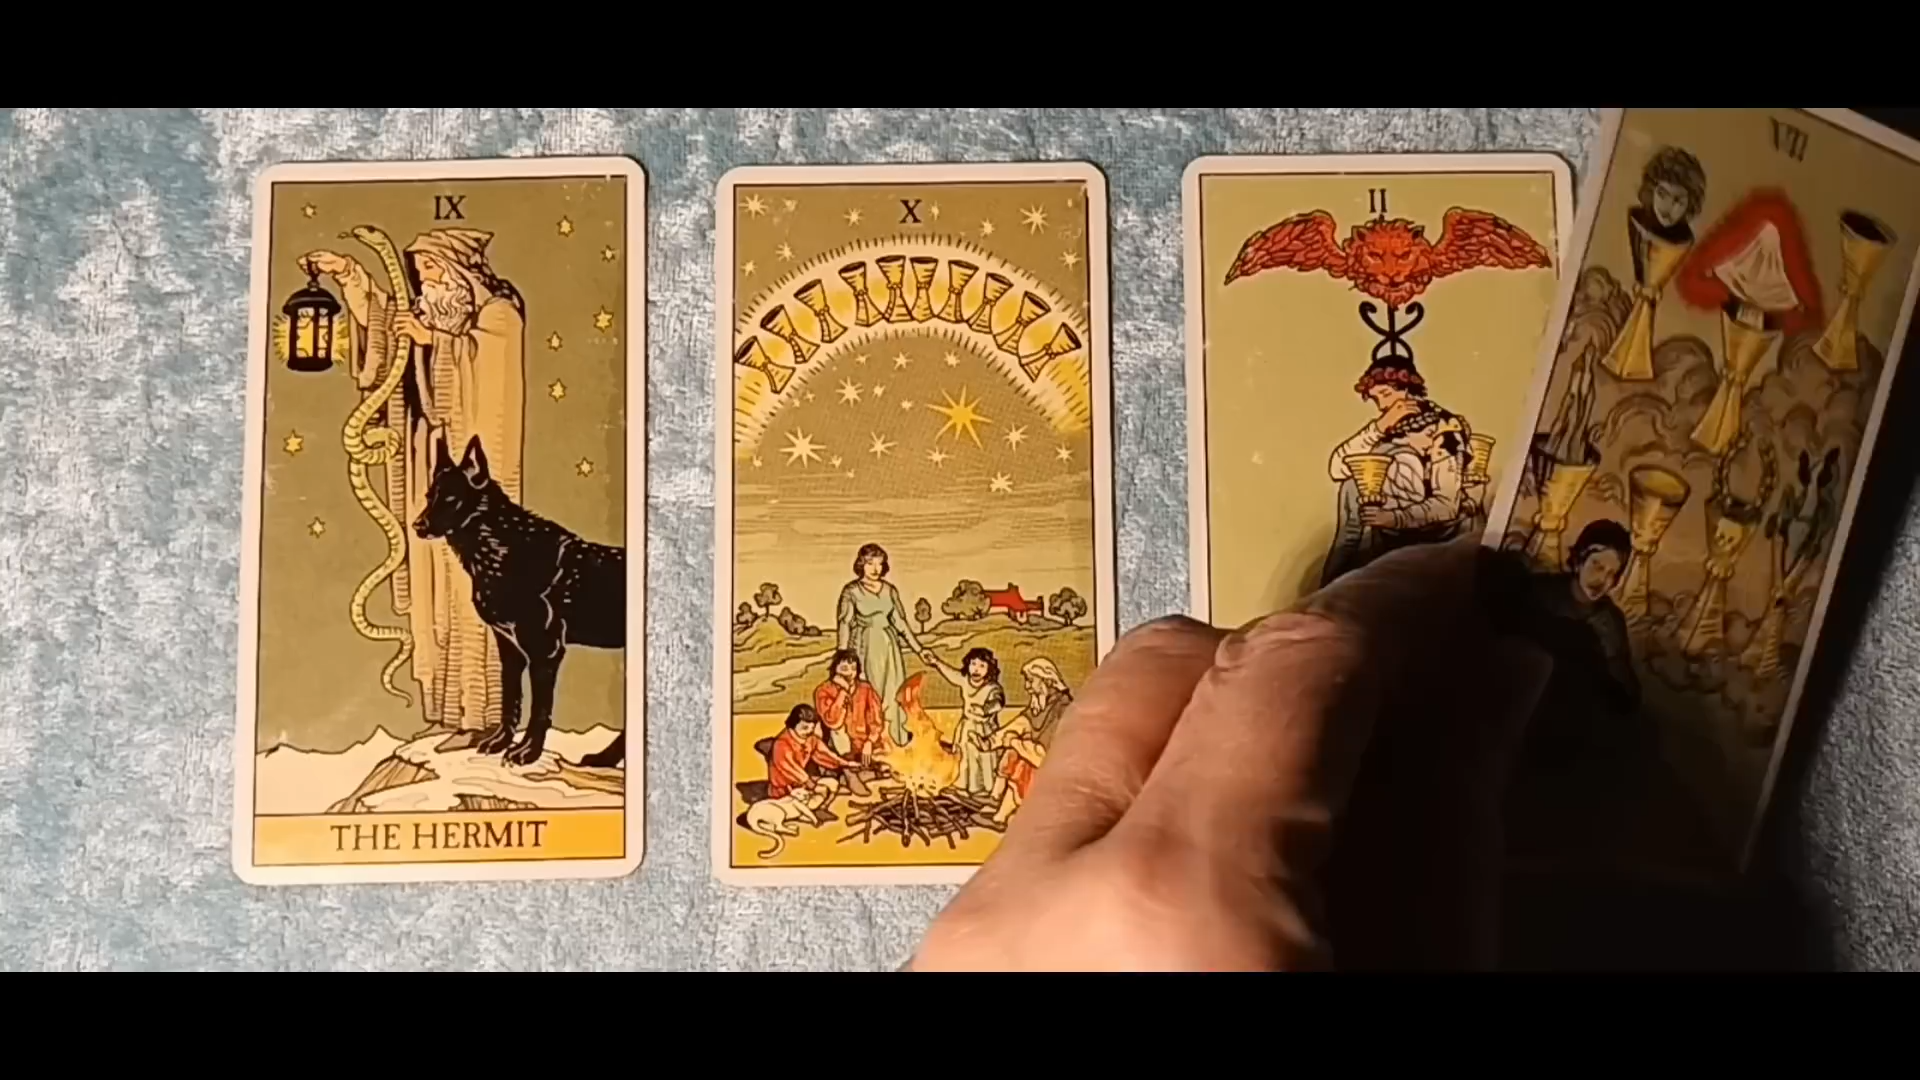 IX
THE HERMIT
X
II
VII